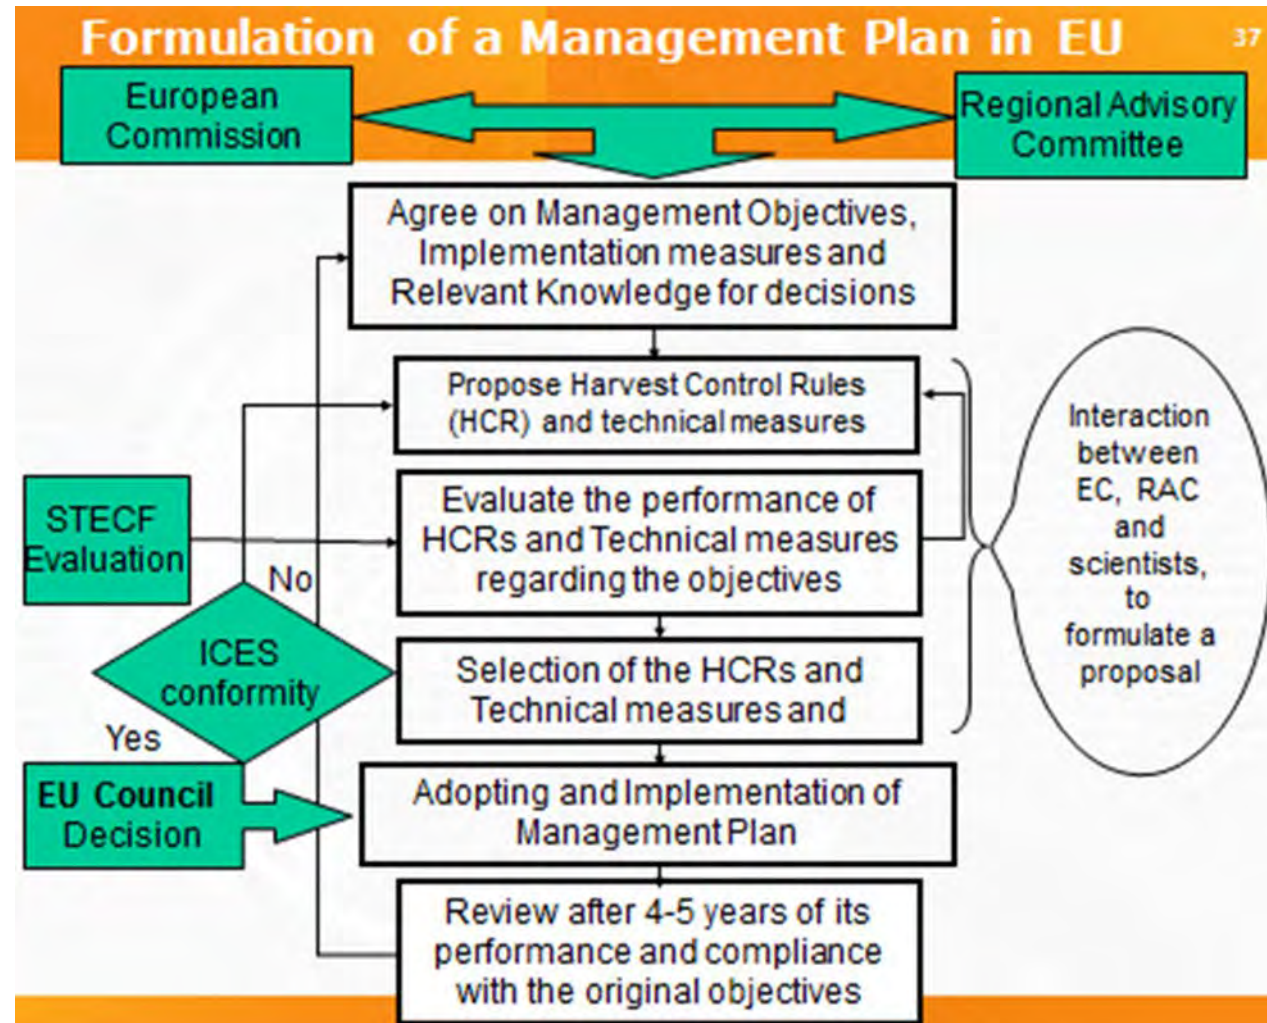 Formulation of a Management Plan in EU
37
European
Commission
Regional Advisory
Committee
Agree on Management Objectives,
Implementation measures and
Relevant Knowledge for decisions
Propose Harvest Control Rules
(HCR) and technical measures
Interaction
between
EC, RAC
and
scientists,
to
formulate a
proposal
STECF
Evaluation
Evaluate the performance of
HCRs and Technical measures
regarding the objectives
No
ICES
conformity
Selection of the HCRs and
Technical measures and
Yes
EU Council
Decision
Adopting and Implementation of
Management Plan
Review after 4-5 years of its
performance and compliance
with the original objectives